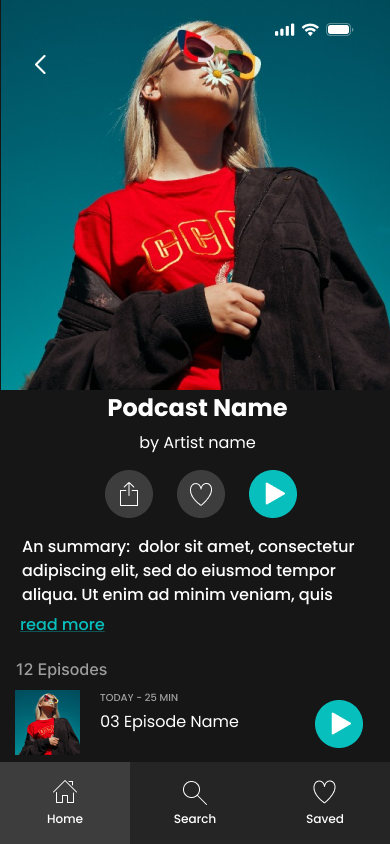 CCC
Podcast Name
by Artist name
An summary:  dolor sit amet, consectetur
adipiscing elit, sed do eiusmod tempor
aliqua. Ut enim ad minim veniam, quis
read more
12 Episodes
TODAY - 25 MIN
03 Episode Name
Home
Search
Saved